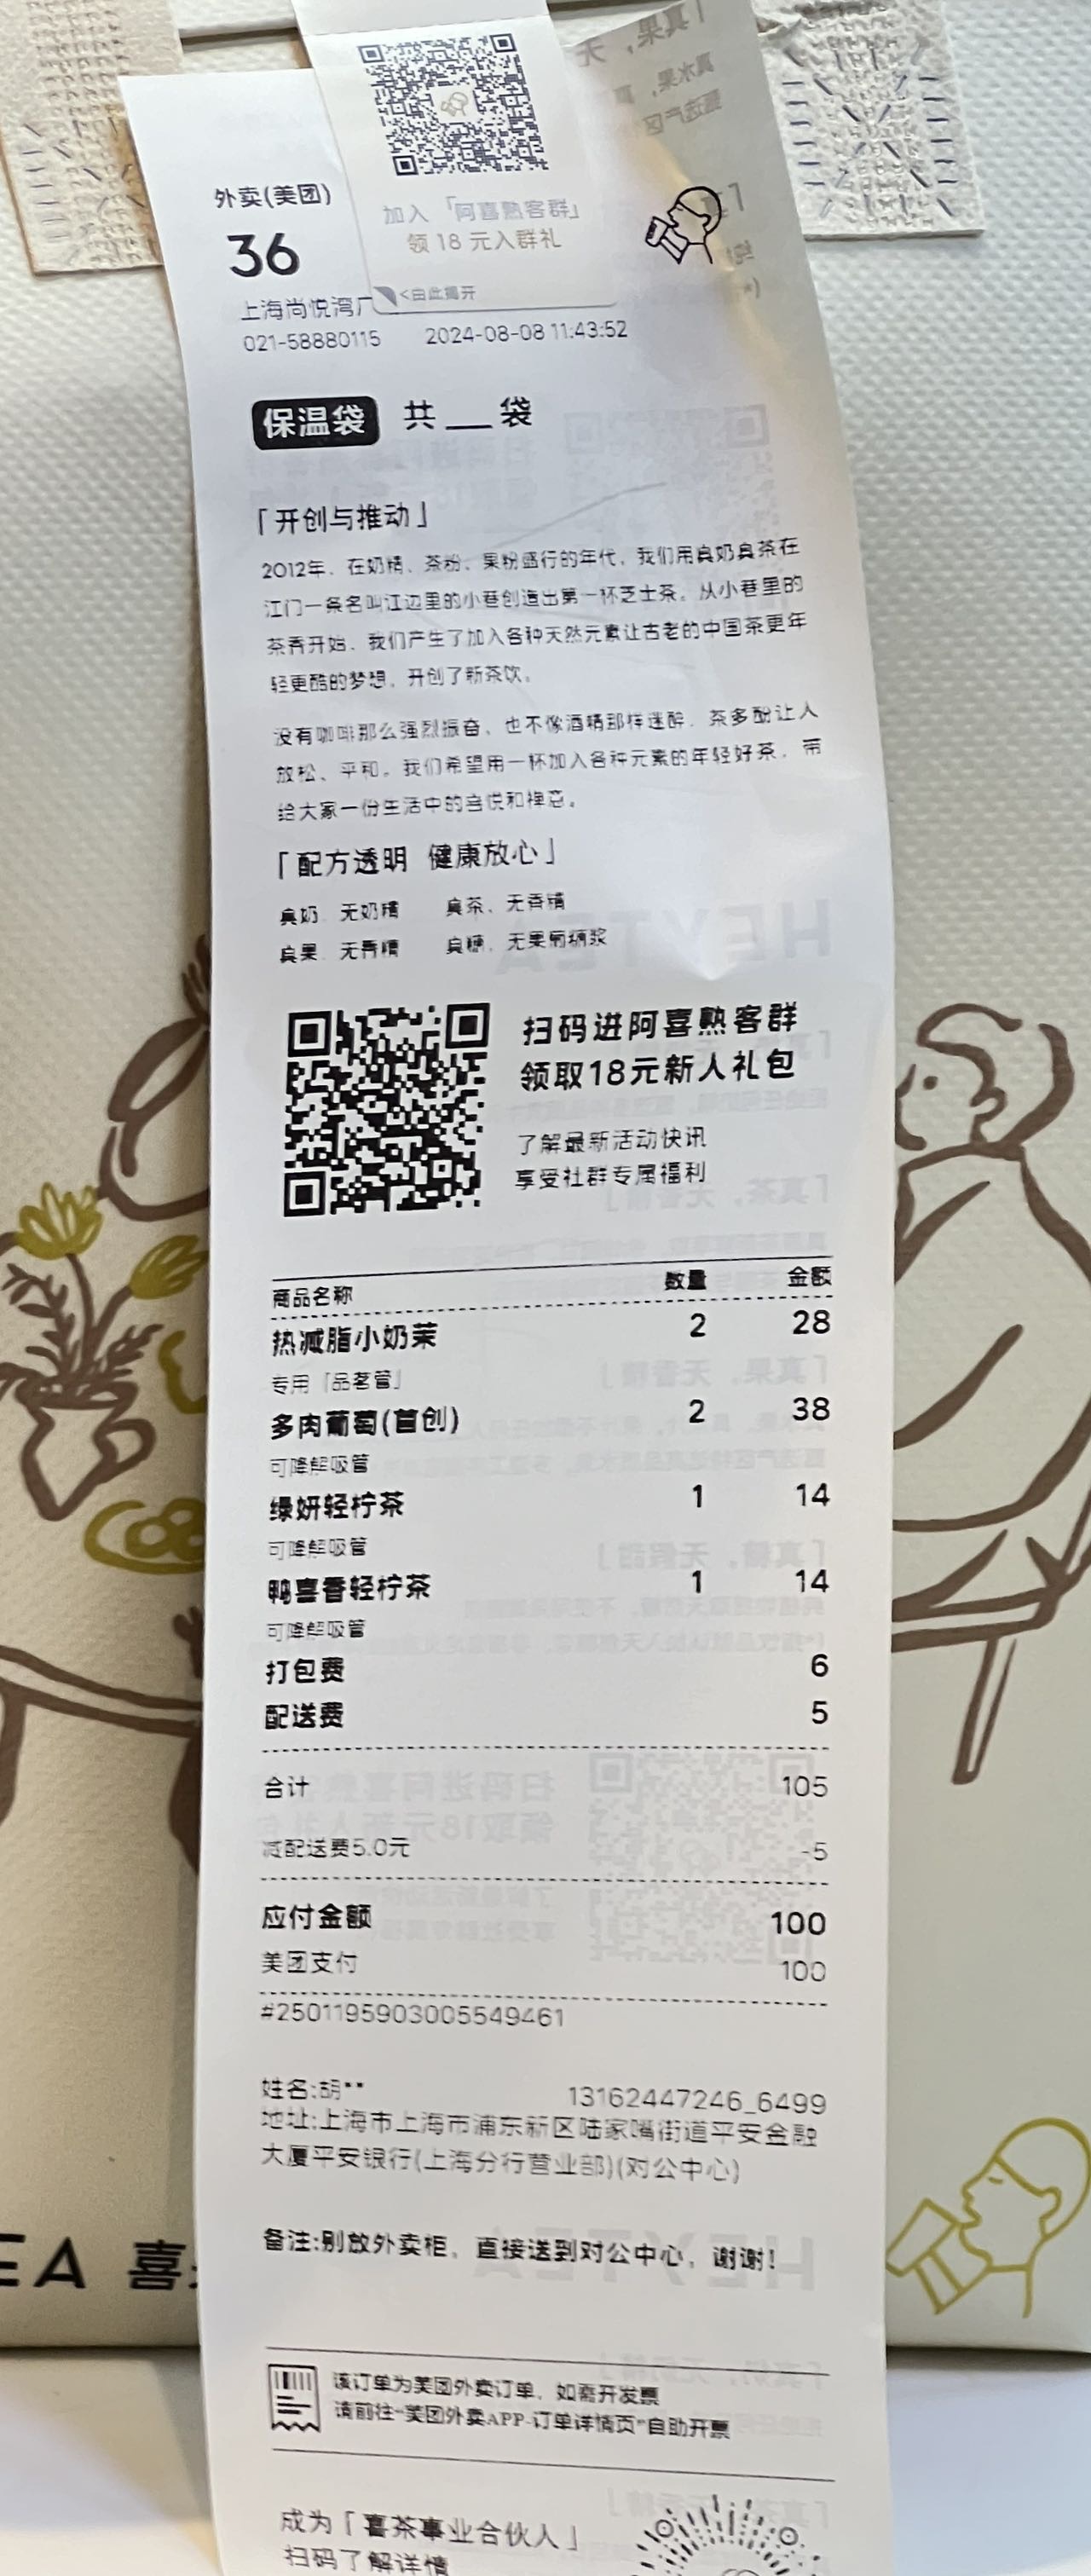 加入「阿喜熟客群」
领 18 元入群礼
<由此揭开
外卖(美团)
36
上海尚悦湾广
021-58880115 2024-08-08 11:43:52
保温袋 共__袋
「开创与推动」
2012年，在奶精、茶粉、果粉盛行的年代，我们用真奶真茶在
江门一条名叫江边里的小巷创造出第一杯芝士茶。从小巷里的
茶香开始，我们产生了加入各种天然元素让古老的中国茶更年
轻更酷的梦想，开创了新茶饮。
没有咖啡那么强烈振奋，也不像酒精那样迷醉，茶多酚让人
放松、平和。我们希望用一杯加入各种元素的年轻好茶，带
给大家一份生活中的喜悦和禅意。
「配方透明 健康放心」
真奶，无奶精 真茶，无香精
真果，无香精 真糖，无果葡糖浆
扫码进阿喜熟客群
领取18元新人礼包
了解最新活动快讯
享受社群专属福利
商品名称 数量 金额
热减脂小奶茉 2 28
专用「品茗管」
多肉葡萄(首创) 2 38
可降解吸管
绿妍轻柠茶 1 14
可降解吸管
鸭喜香轻柠茶 1 14
可降解吸管
打包费 6
配送费 5
合计 105
减配送费5.0元 -5
应付金额 100
美团支付 100
#2501195903005549461
姓名:胡** 13162447246_6499
地址:上海市上海市浦东新区陆家嘴街道平安金融
大厦平安银行(上海分行营业部)(对公中心)
备注:别放外卖柜，直接送到对公中心，谢谢！
该订单为美团外卖订单，如需开发票
请前往“美团外卖APP-订单详情页”自助开票
成为「喜茶事业合伙人」
扫码了解详情
EA 喜